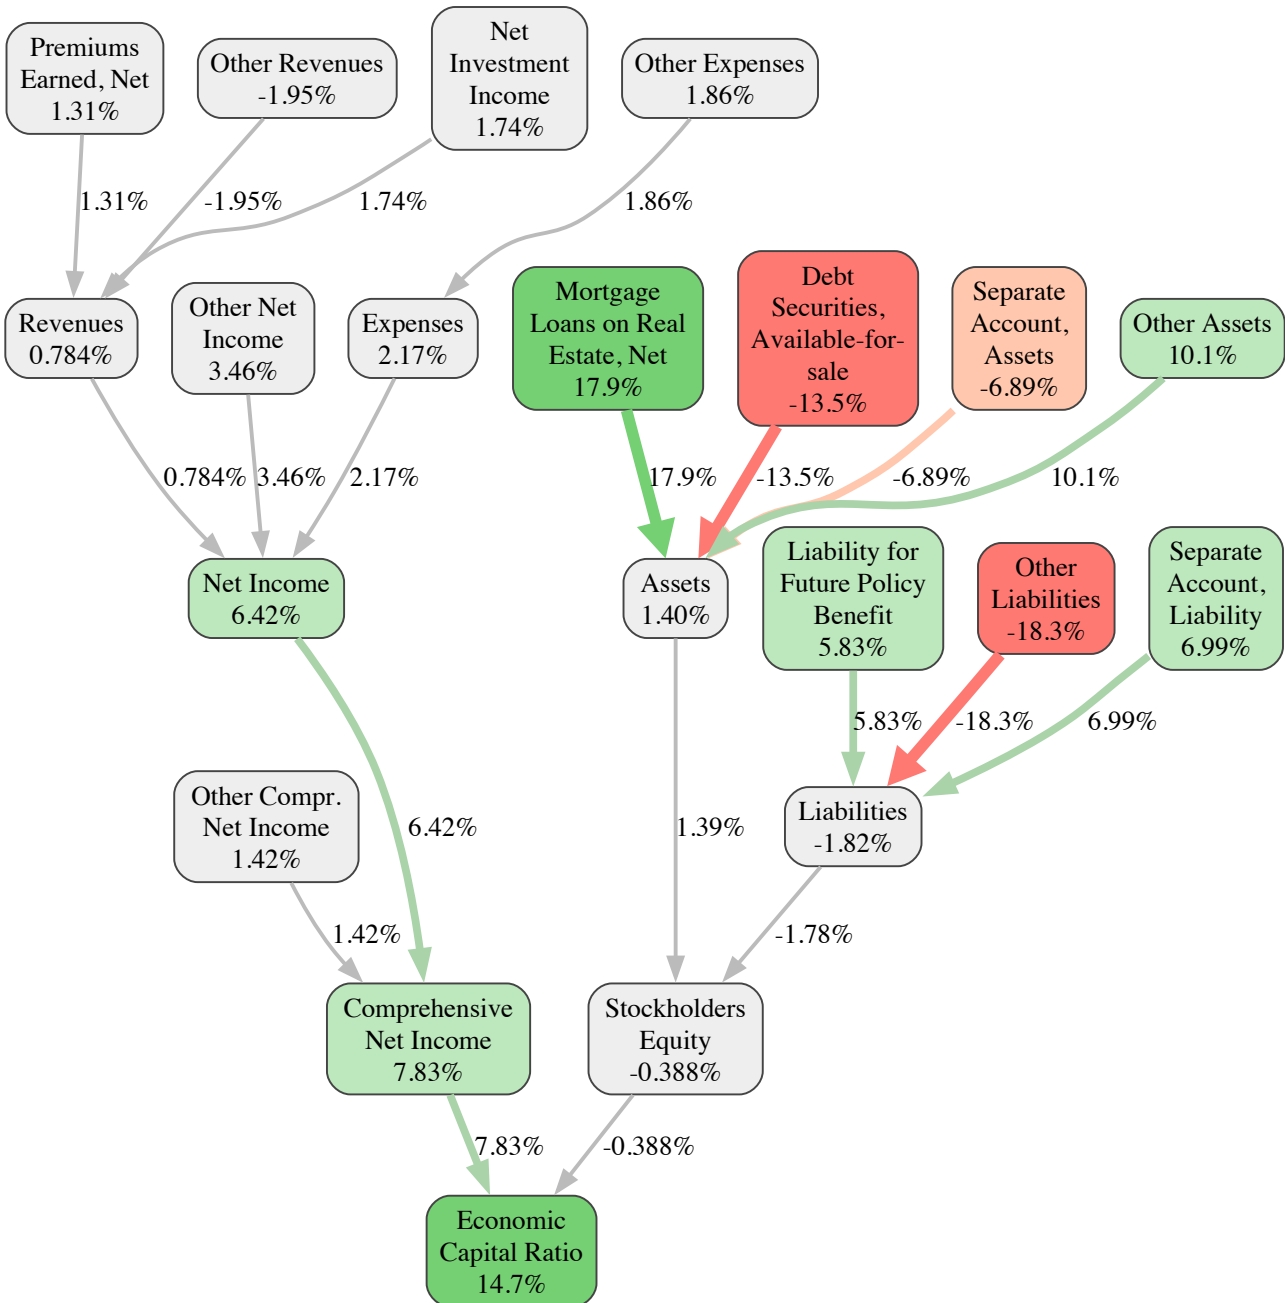 Premiums
Earned, Net
1.31%
Other Revenues
-1.95%
Net
Investment
Income
1.74%
Other Expenses
1.86%
1.31%
-1.95%
1.74%
1.86%
Revenues
0.784%
Other Net
Income
3.46%
Expenses
2.17%
Mortgage
Loans on Real
Estate, Net
17.9%
Debt
Securities,
Available-for-
sale
-13.5%
Separate
Account,
Assets
-6.89%
Other Assets
10.1%
0.784%
3.46%
2.17%
17.9%
-13.5%
-6.89%
10.1%
Net Income
6.42%
Assets
1.40%
Liability for
Future Policy
Benefit
5.83%
Other
Liabilities
-18.3%
Separate
Account,
Liability
6.99%
5.83%
-18.3%
6.99%
Other Compr.
Net Income
1.42%
6.42%
1.39%
Liabilities
-1.82%
1.42%
-1.78%
Comprehensive
Net Income
7.83%
Stockholders
Equity
-0.388%
7.83%
-0.388%
Economic
Capital Ratio
14.7%